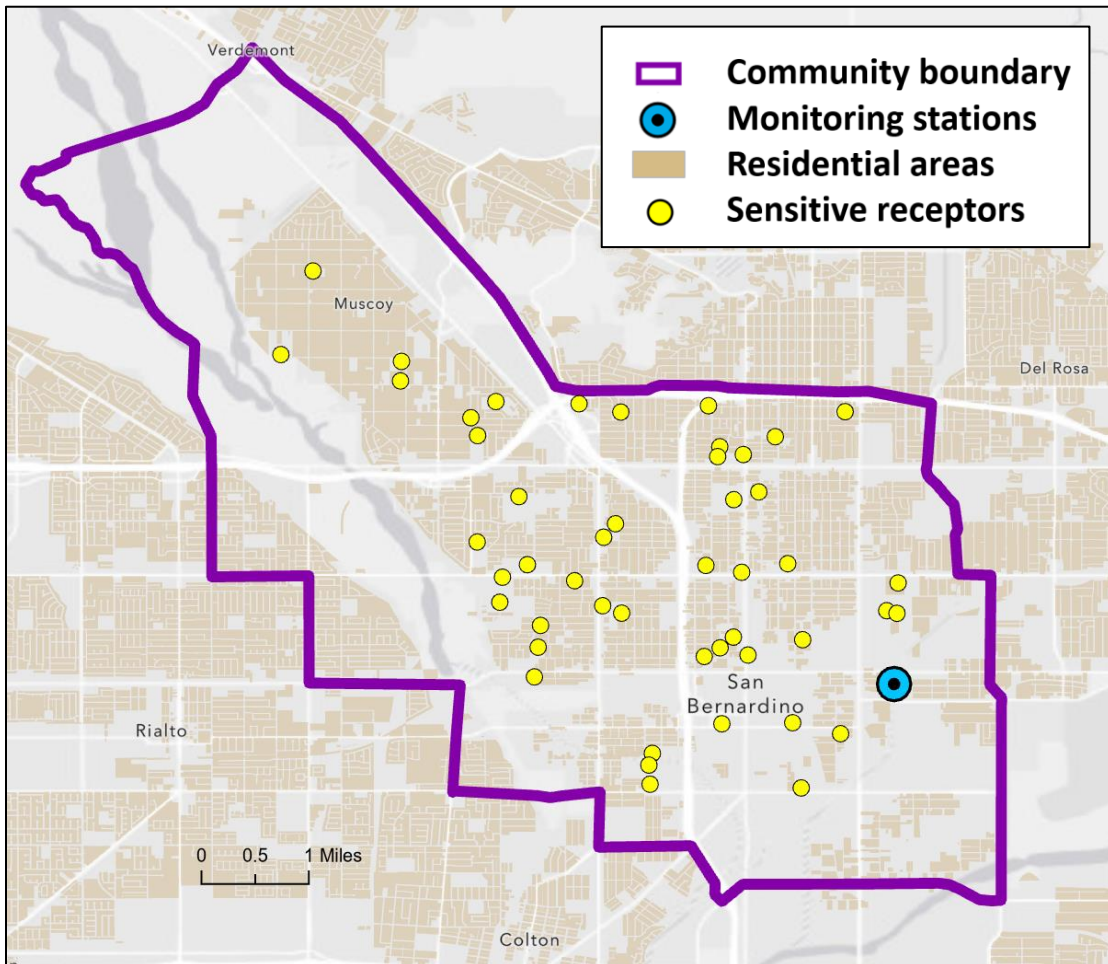 Verdemont
Community boundary
Monitoring stations
Residential areas
Sensitive receptors
Muscoy
Del Rosa
San
Bernardino
Rialto
0 0.5 1 Miles
Colton